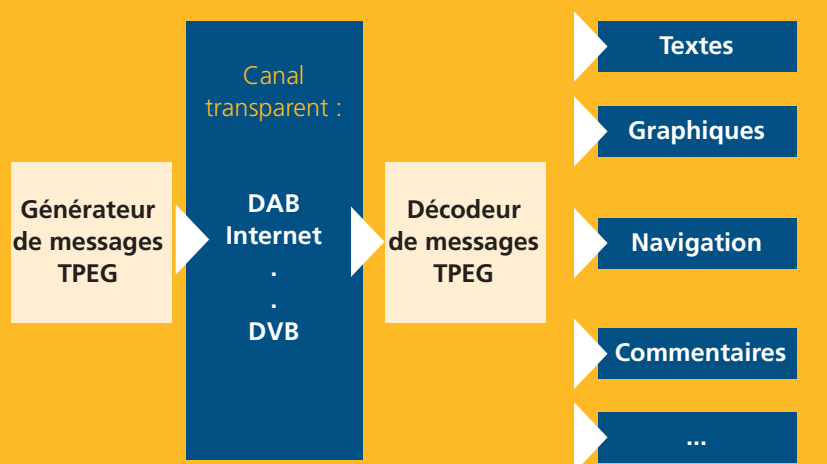 Générateur
de messages
TPEG
Canal
transparent :
DAB
Internet
.
.
DVB
Décodeur
de messages
TPEG
Textes
Graphiques
Navigation
Commentaires
...